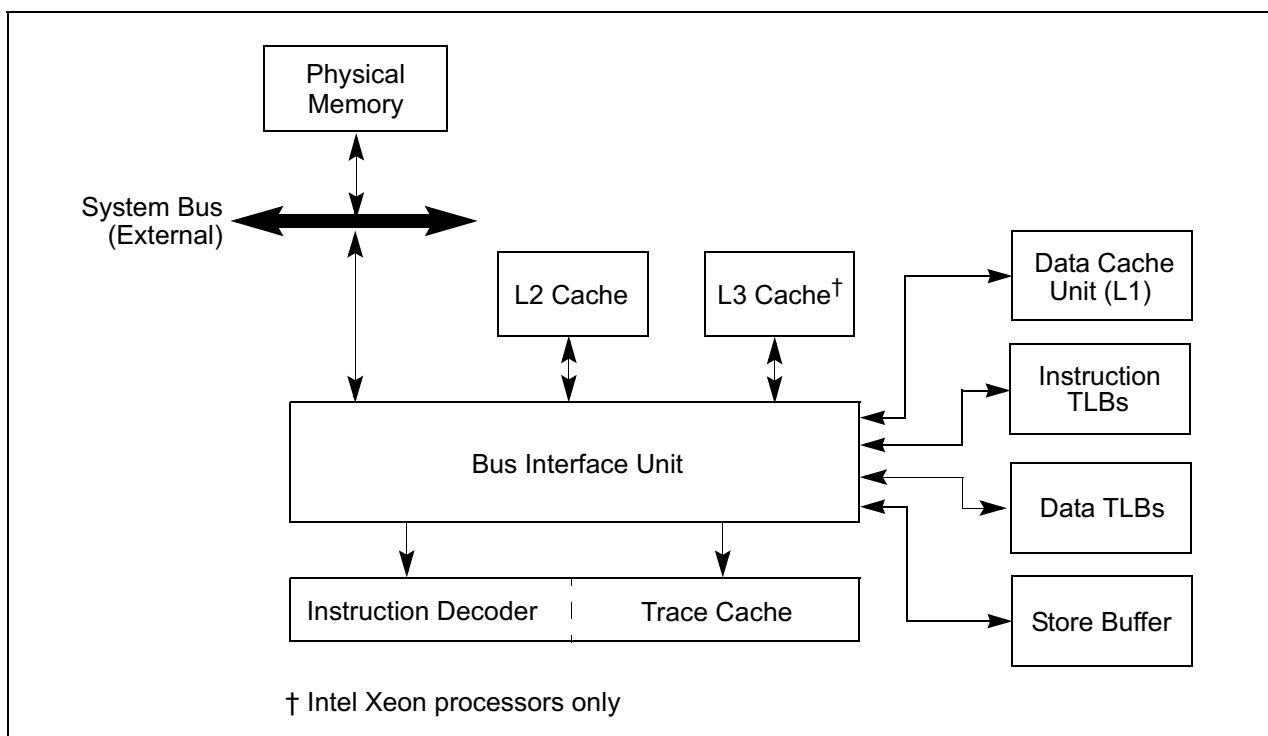 Physical
Memory
System Bus
(External)
L2 Cache
L3 Cache†
Data Cache
Unit (L1)
Instruction
TLBs
Bus Interface Unit
Data TLBs
Instruction Decoder
Trace Cache
Store Buffer
† Intel Xeon processors only